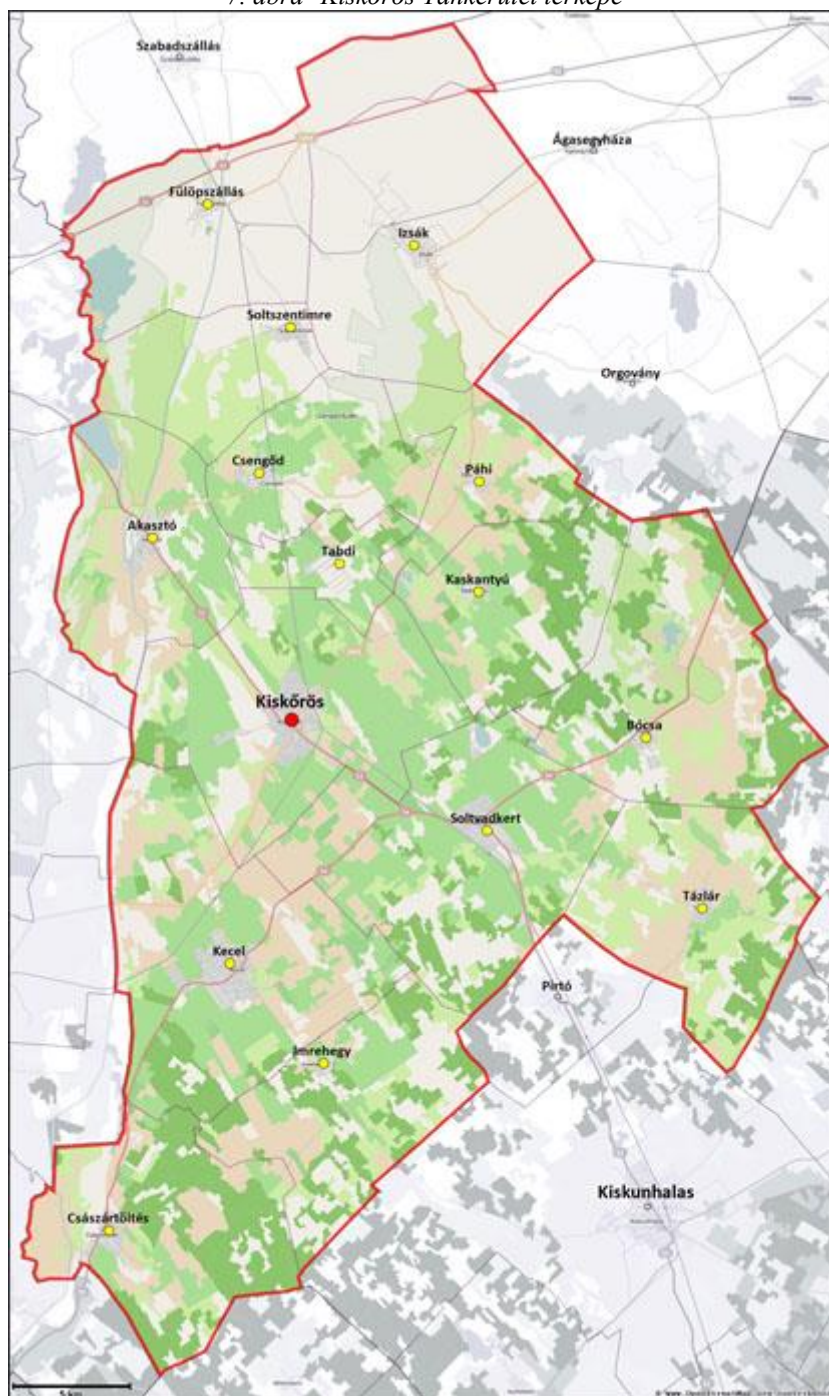 7. ábra Kiskőrös Tankerület térképe
Szabadszállás
Ágasegyháza
Fülöpszállás
Izsák
Soltszentimre
Orgovány
Csengőd
Páhi
Akasztó
Tabdi
Kaskantyú
Kiskőrös
Bócsa
Soltvadkert
Tázlár
Kecel
Pirtó
Imrehegy
Kiskunhalas
Császártöltés
5 km